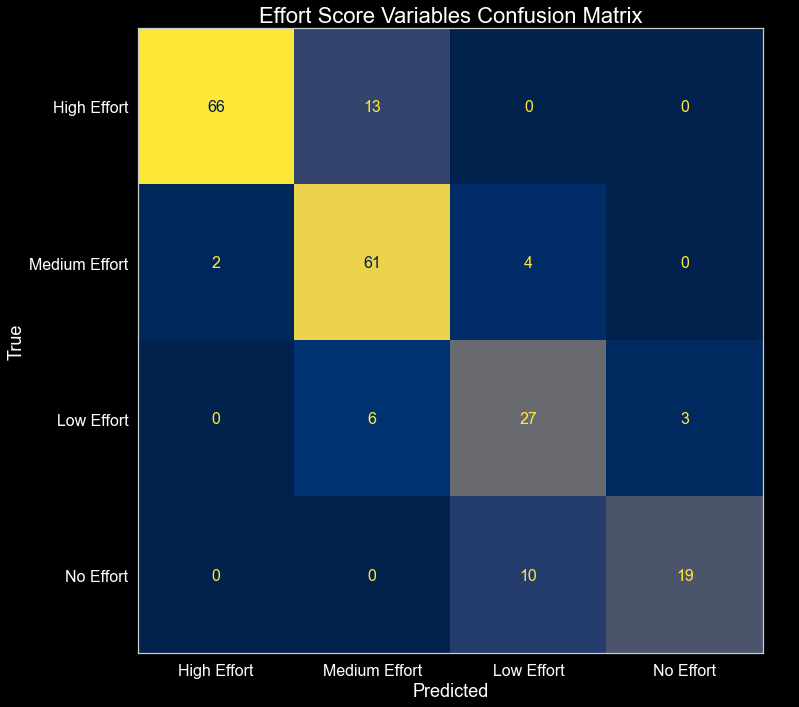 Effort Score Variables Confusion Matrix
True
High Effort 66 13 0 0
Medium Effort 2 61 4 0
Low Effort 0 6 27 3
No Effort 0 0 10 19
High Effort Medium Effort Low Effort No Effort
Predicted